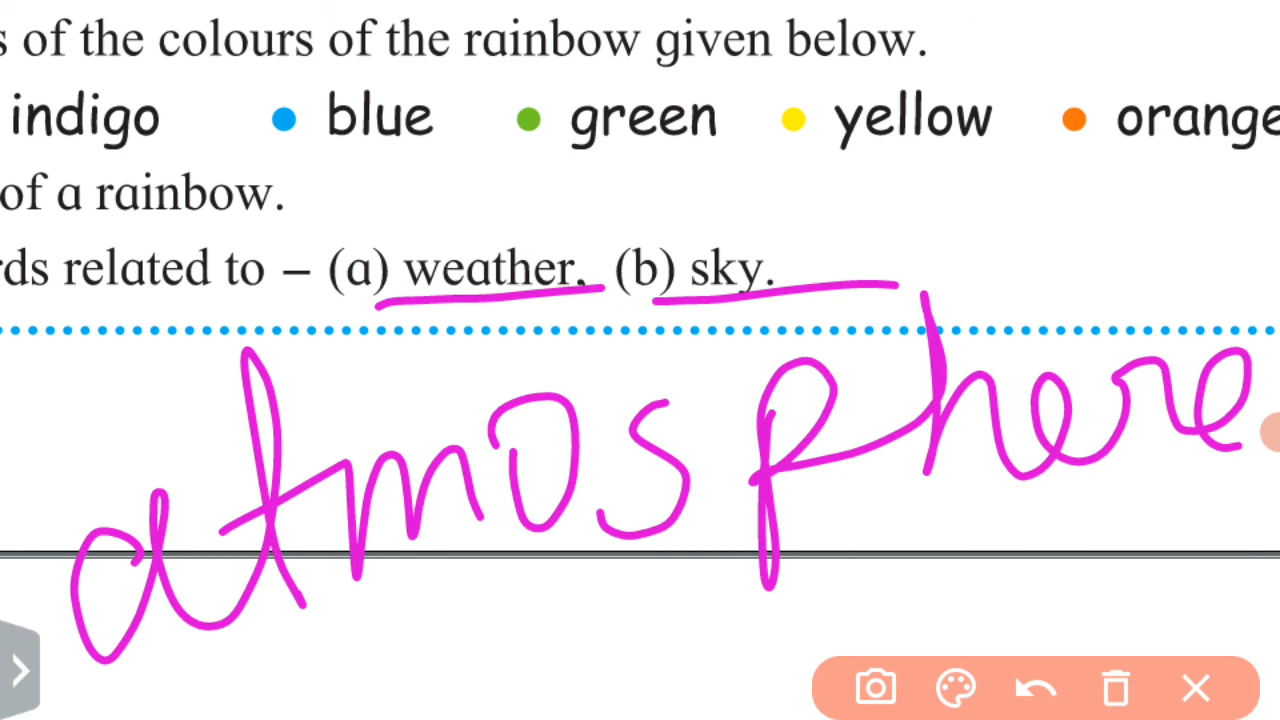 s of the colours of the rainbow given below.
indigo • blue • green • yellow • orange
of a rainbow.
rds related to – (a) weather, (b) sky.
atmosphere